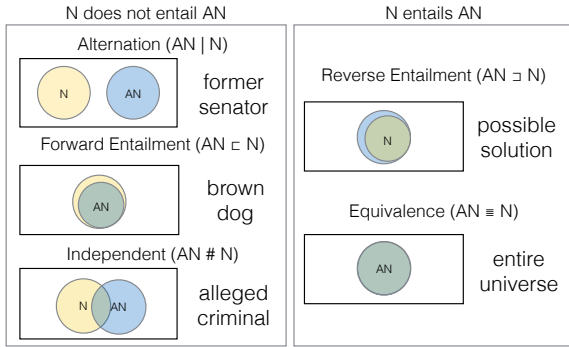 N does not entail AN
Alternation (AN | N)
N
AN
former
senator
Forward Entailment (AN ⊏ N)
AN
brown
dog
Independent (AN # N)
N
AN
alleged
criminal
N entails AN
Reverse Entailment (AN ⊐ N)
N
possible
solution
Equivalence (AN ≡ N)
AN
entire
universe